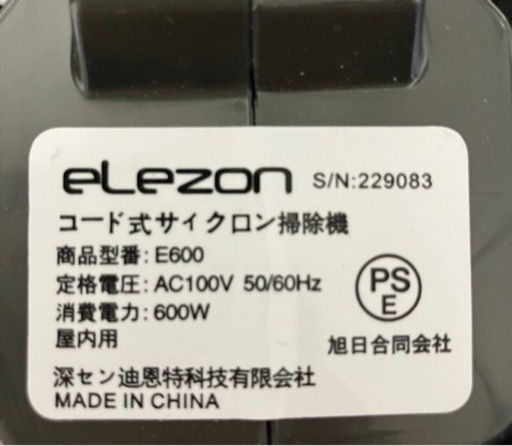 eLezon S/N:229083
コード式サイクロン掃除機
商品型番: E600
定格電圧: AC100V 50/60Hz
消費電力: 600W
屋内用
PS
E
旭日合同会社
深セン迪恩特科技有限会社
MADE IN CHINA